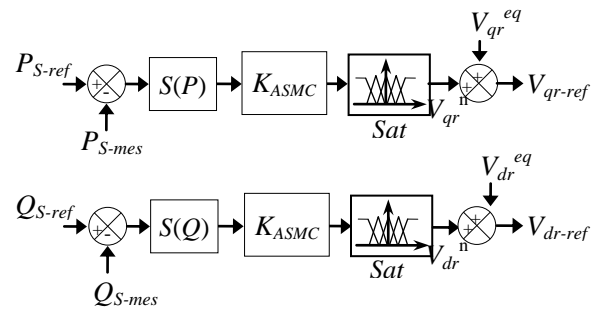 V_qr^eq
P_S-ref
+
-
S(P)
K_ASMC
+
+
V_qr-ref
V_qr^n
P_S-mes
Sat
V_dr^eq
Q_S-ref
+
-
S(Q)
K_ASMC
+
+
V_dr-ref
V_dr^n
Q_S-mes
Sat